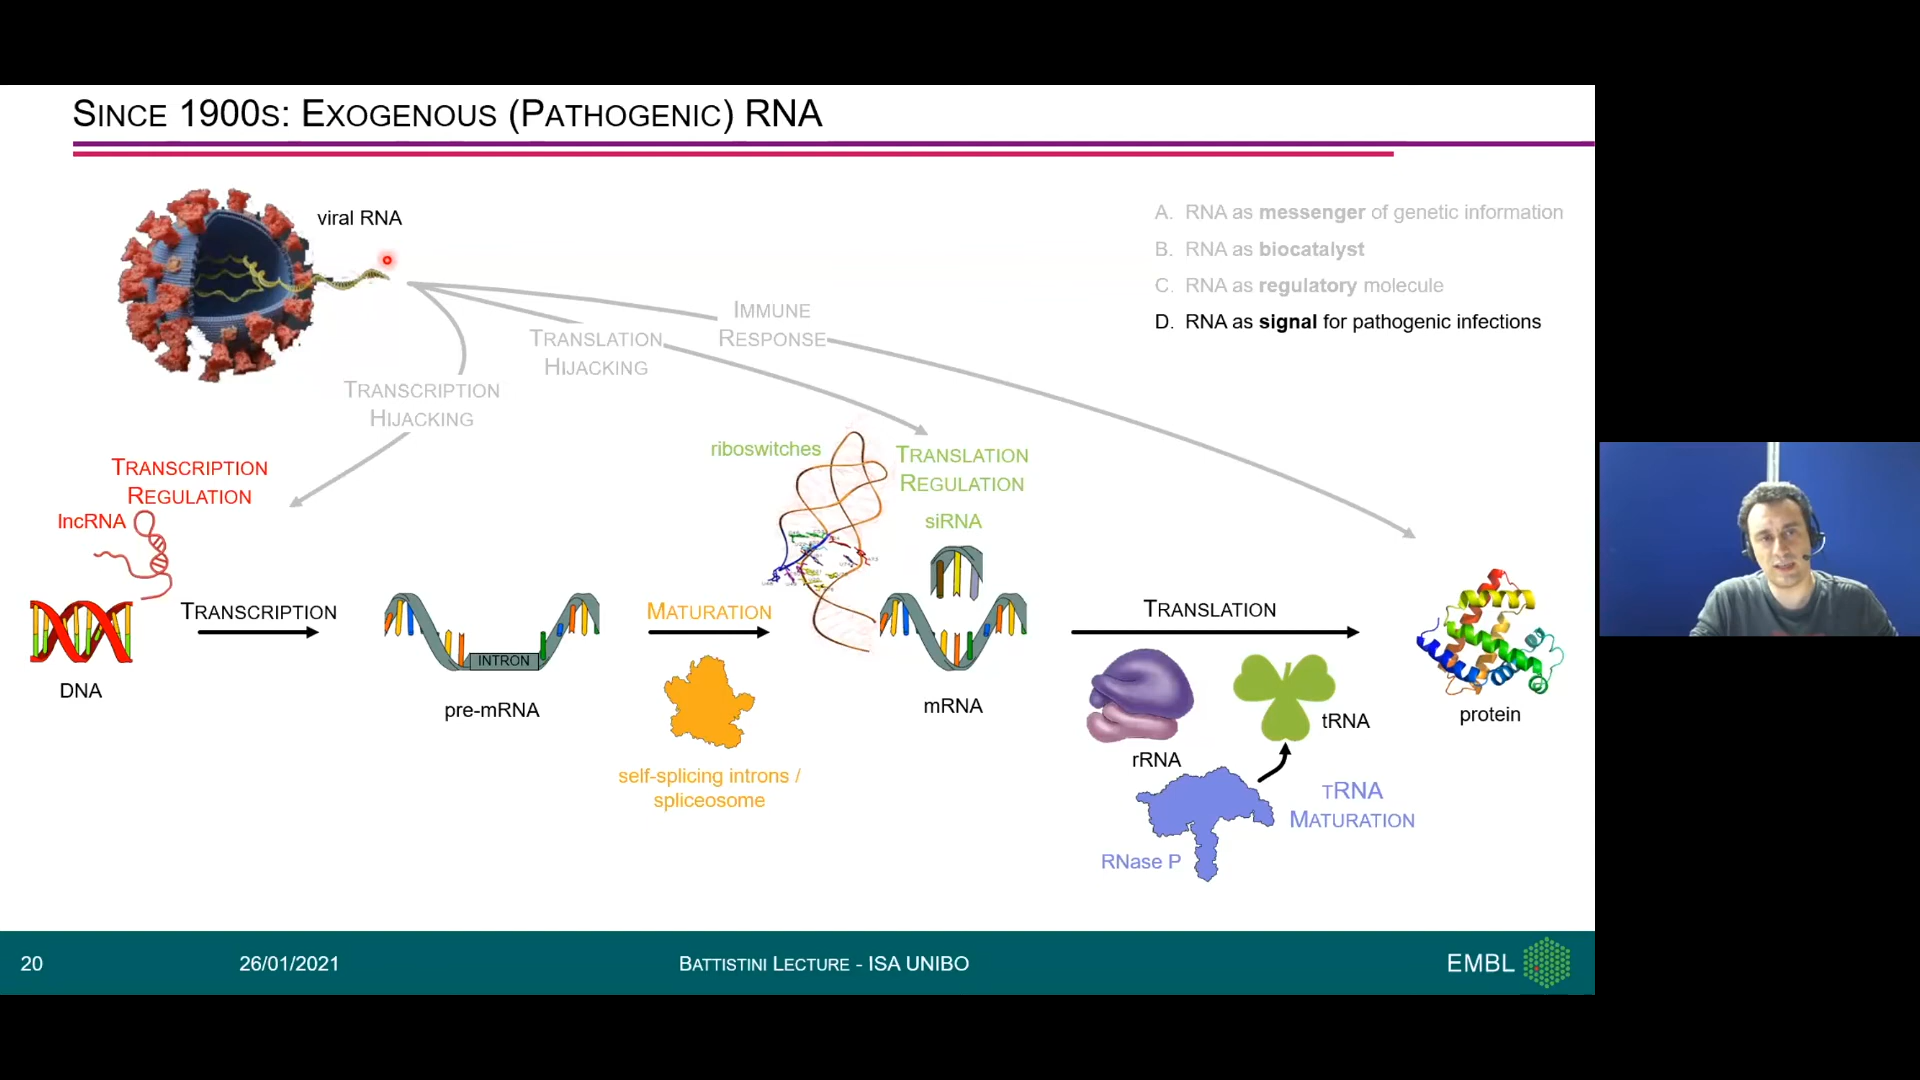 SINCE 1900S: EXOGENOUS (PATHOGENIC) RNA
viral RNA
A. RNA as messenger of genetic information
B. RNA as biocatalyst
C. RNA as regulatory molecule
D. RNA as signal for pathogenic infections
IMMUNE
RESPONSE
TRANSLATION
HIJACKING
TRANSCRIPTION
HIJACKING
TRANSCRIPTION
REGULATION
lncRNA
riboswitches
TRANSLATION
REGULATION
siRNA
TRANSCRIPTION
MATURATION
TRANSLATION
INTRON
DNA
pre-mRNA
mRNA
protein
tRNA
rRNA
self-splicing introns /
spliceosome
TRNA
MATURATION
RNase P
20
26/01/2021
BATTISTINI LECTURE - ISA UNIBO
EMBL